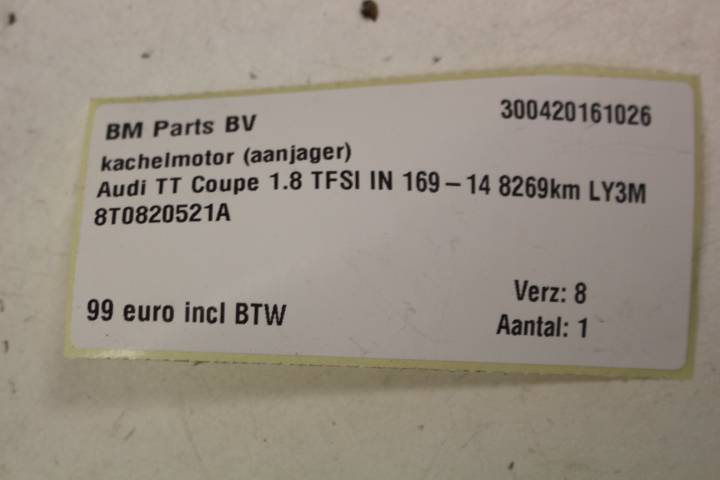 BM Parts BV 300420161026
kachelmotor (aanjager)
Audi TT Coupe 1.8 TFSI IN 169-14 8269km LY3M
8T0820521A
Verz: 8
99 euro incl BTW Aantal: 1